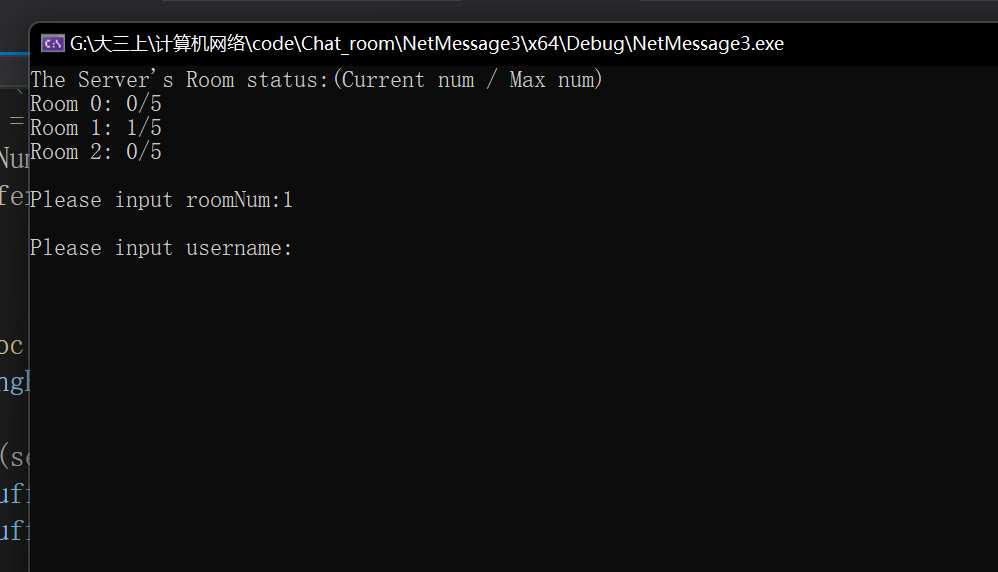 G:\大三上\计算机网络\code\Chat_room\NetMessage3\x64\Debug\NetMessage3.exe
The Server's Room status:(Current num / Max num)
Room 0: 0/5
Room 1: 1/5
Room 2: 0/5
Please input roomNum:1
Please input username: